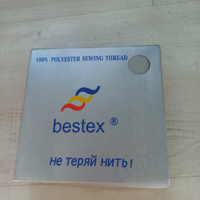 100% POLYESTER SEWING THREAD
bestex ®
не теряй нить!